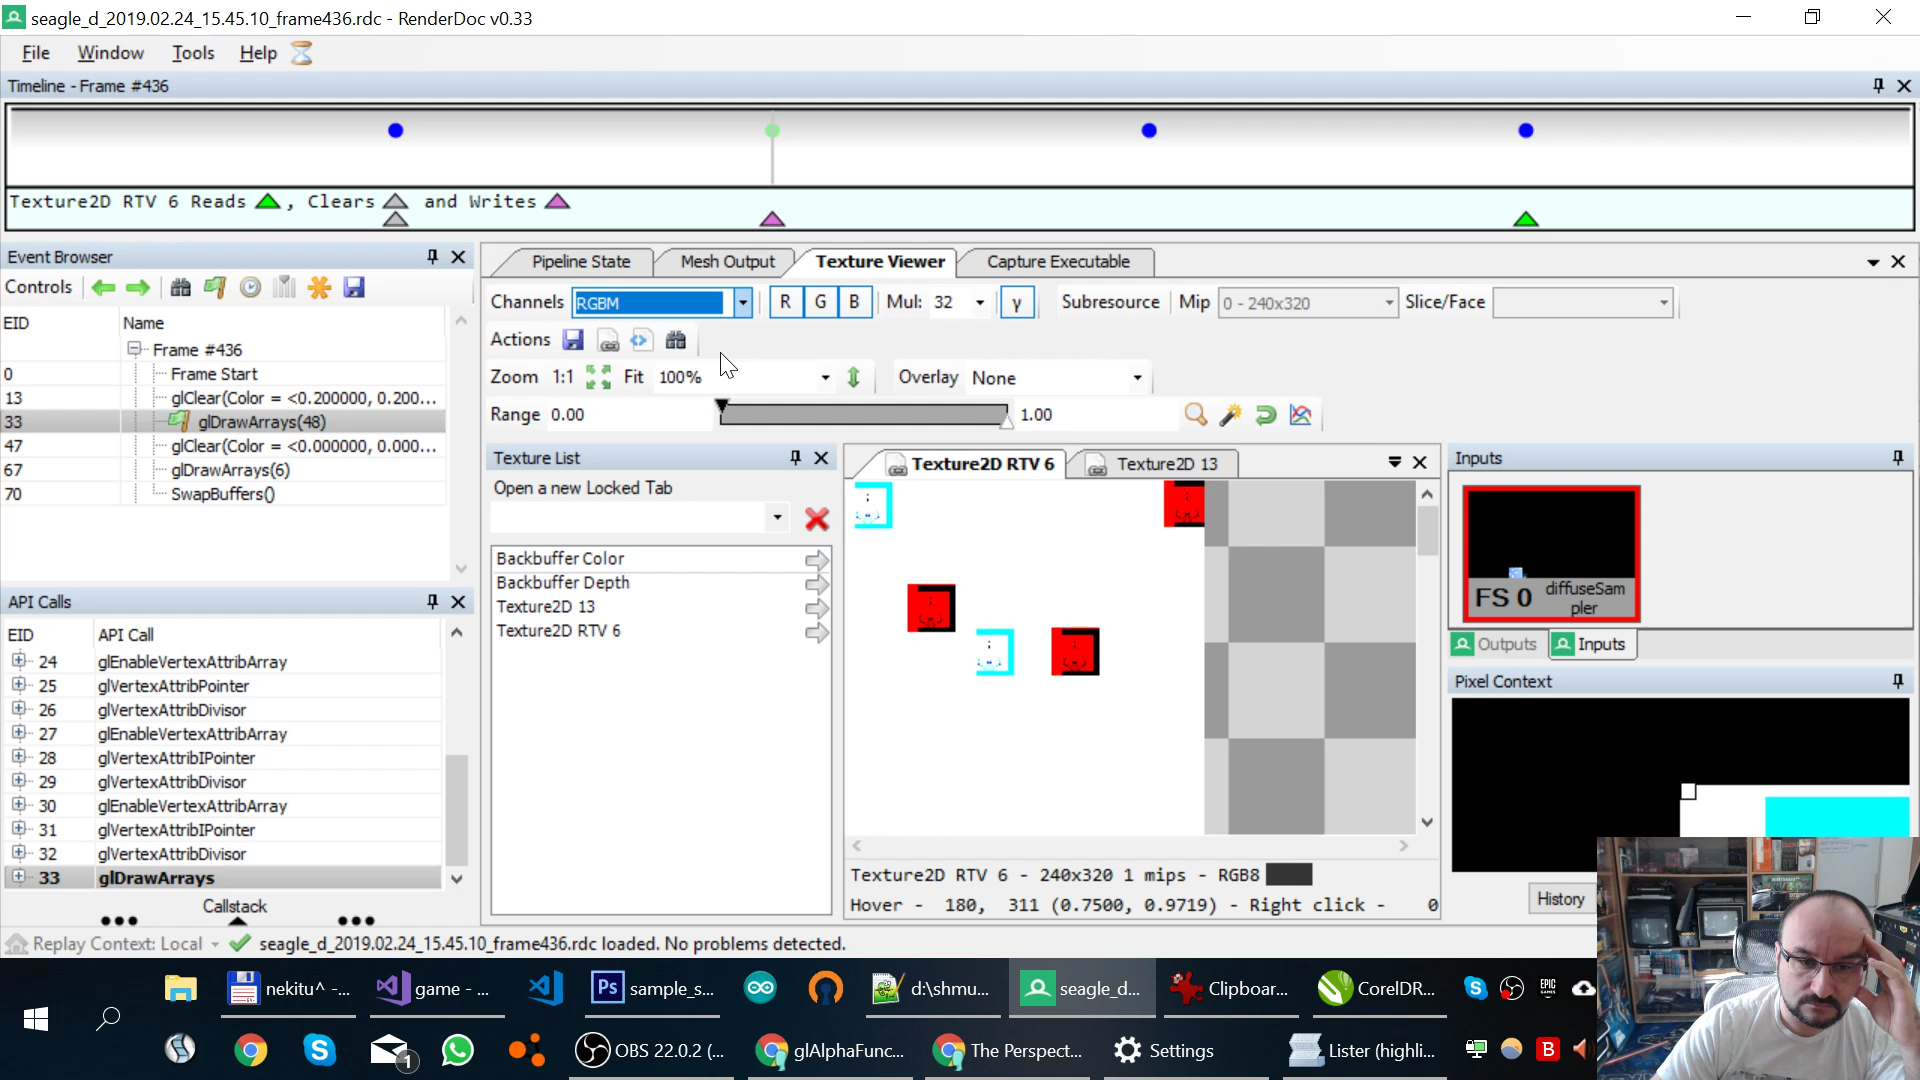 seagle_d_2019.02.24_15.45.10_frame436.rdc - RenderDoc v0.33
File Window Tools Help
Timeline - Frame #436
Texture2D RTV 6 Reads , Clears and Writes
Event Browser
Controls
EID Name
Frame #436
0 Frame Start
13 glClear(Color = <0.200000, 0.200...
33 glDrawArrays(48)
47 glClear(Color = <0.000000, 0.000...
67 glDrawArrays(6)
70 SwapBuffers()
API Calls
EID API Call
24 glEnableVertexAttribArray
25 glVertexAttribPointer
26 glVertexAttribDivisor
27 glEnableVertexAttribArray
28 glVertexAttribIPointer
29 glVertexAttribDivisor
30 glEnableVertexAttribArray
31 glVertexAttribIPointer
32 glVertexAttribDivisor
33 glDrawArrays
Callstack
Pipeline State Mesh Output Texture Viewer Capture Executable
Channels RGBM R G B Mul: 32 γ Subresource Mip 0 - 240x320 Slice/Face
Actions
Zoom 1:1 Fit 100% Overlay None
Range 0.00 1.00
Texture List
Open a new Locked Tab
Backbuffer Color
Backbuffer Depth
Texture2D 13
Texture2D RTV 6
Texture2D RTV 6 Texture2D 13
Texture2D RTV 6 - 240x320 1 mips - RGB8
Hover - 180, 311 (0.7500, 0.9719) - Right click - 0
Inputs
FS 0 diffuseSam
pler
Outputs Inputs
Pixel Context
History
Replay Context: Local seagle_d_2019.02.24_15.45.10_frame436.rdc loaded. No problems detected.
nekitu^ -... game - ... Ps sample_s... d:\shmu... seagle_d... Clipboar... CorelDR... EPIC GAMES
1 OBS 22.0.2 (... glAlphaFunc... The Perspect... Settings Lister (highli... B